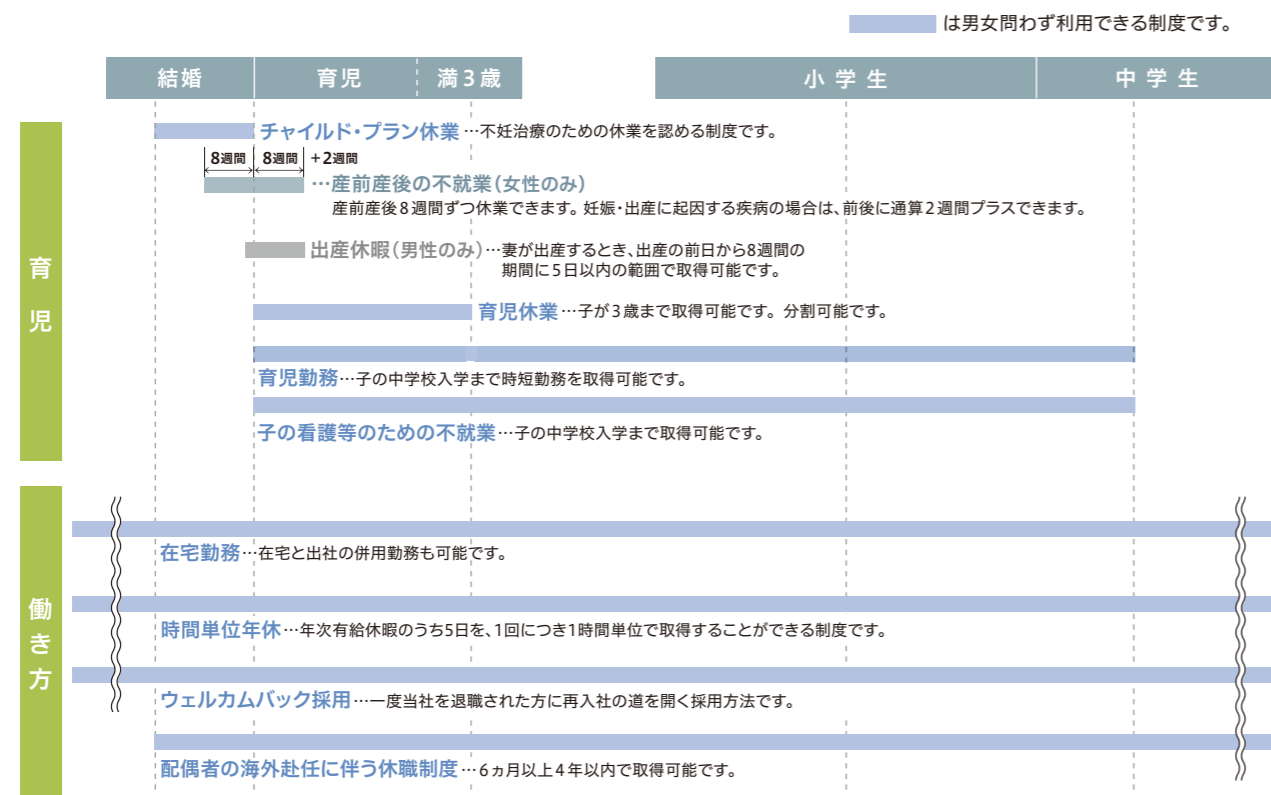 は男女問わず利用できる制度です。
結婚 育児 満3歳 小学生 中学生
育児
チャイルド・プラン休業…不妊治療のための休業を認める制度です。
8週間 8週間 +2週間
…産前産後の不就業(女性のみ)
産前産後8週間ずつ休業できます。妊娠・出産に起因する疾病の場合は、前後に通算2週間プラスできます。
出産休暇(男性のみ)…妻が出産するとき、出産の前日から8週間の
期間に5日以内の範囲で取得可能です。
育児休業…子が3歳まで取得可能です。分割可能です。
育児勤務…子の中学校入学まで時短勤務を取得可能です。
子の看護等のための不就業…子の中学校入学まで取得可能です。
働き方
在宅勤務…在宅と出社の併用勤務も可能です。
時間単位年休…年次有給休暇のうち5日を、1回につき1時間単位で取得することができる制度です。
ウェルカムバック採用…一度当社を退職された方に再入社の道を開く採用方法です。
配偶者の海外赴任に伴う休職制度…6ヵ月以上4年以内で取得可能です。